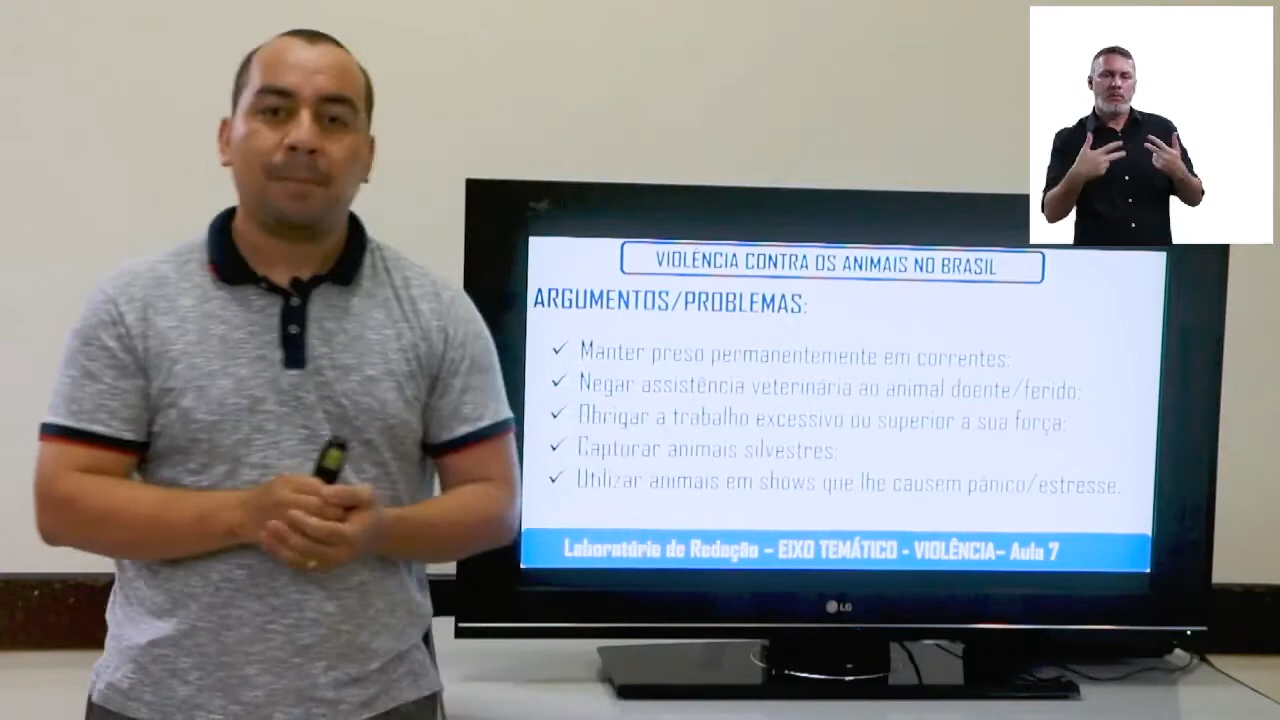 VIOLÊNCIA CONTRA OS ANIMAIS NO BRASIL
ARGUMENTOS/PROBLEMAS:
✓ Manter preso permanentemente em correntes;
✓ Negar assistência veterinária ao animal doente/ferido;
✓ Obrigar a trabalho excessivo ou superior a sua força;
✓ Capturar animais silvestres;
✓ Utilizar animais em shows que lhe causem pânico/estresse.
Laboratório de Redação – EIXO TEMÁTICO - VIOLÊNCIA– Aula 7
LG